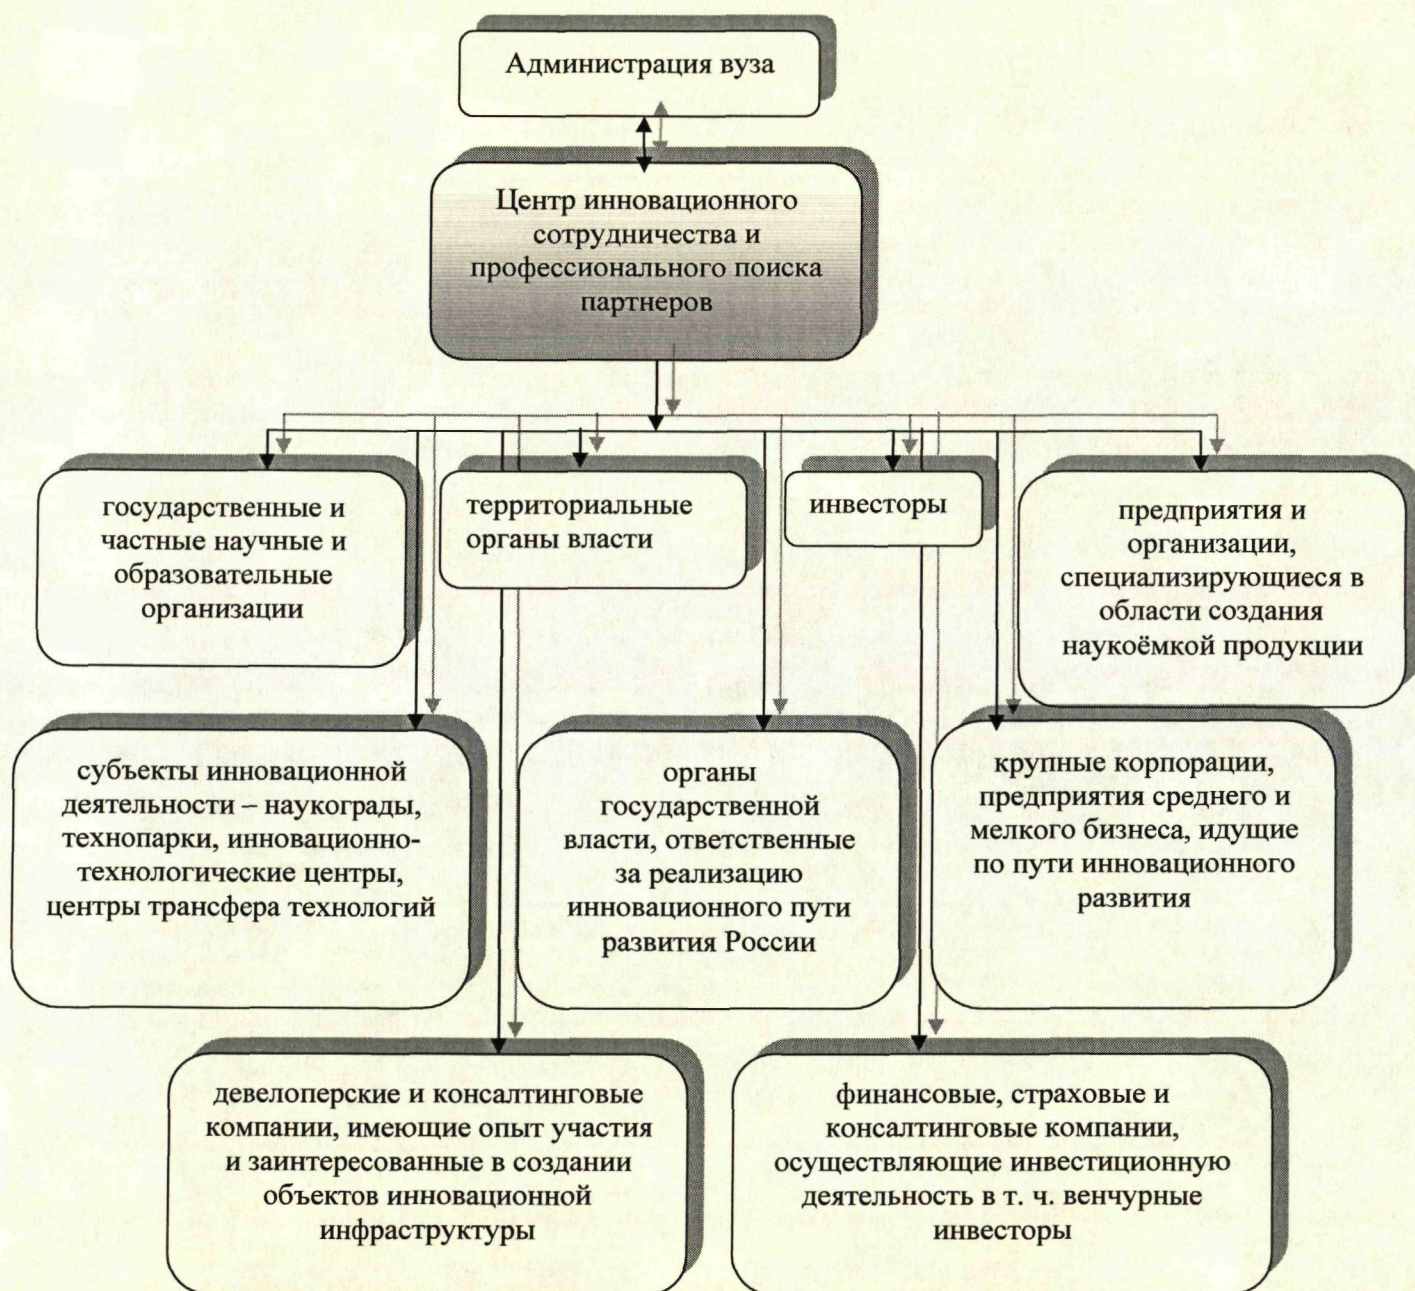 Администрация вуза
Центр инновационного
сотрудничества и
профессионального поиска
партнеров
государственные и
частные научные и
образовательные
организации
территориальные
органы власти
инвесторы
предприятия и
организации,
специализирующиеся в
области создания
наукоёмкой продукции
субъекты инновационной
деятельности – наукограды,
технопарки, инновационно-
технологические центры,
центры трансфера технологий
органы
государственной
власти, ответственные
за реализацию
инновационного пути
развития России
крупные корпорации,
предприятия среднего и
мелкого бизнеса, идущие
по пути инновационного
развития
девелоперские и консалтинговые
компании, имеющие опыт участия
и заинтересованные в создании
объектов инновационной
инфраструктуры
финансовые, страховые и
консалтинговые компании,
осуществляющие инвестиционную
деятельность в т. ч. венчурные
инвесторы